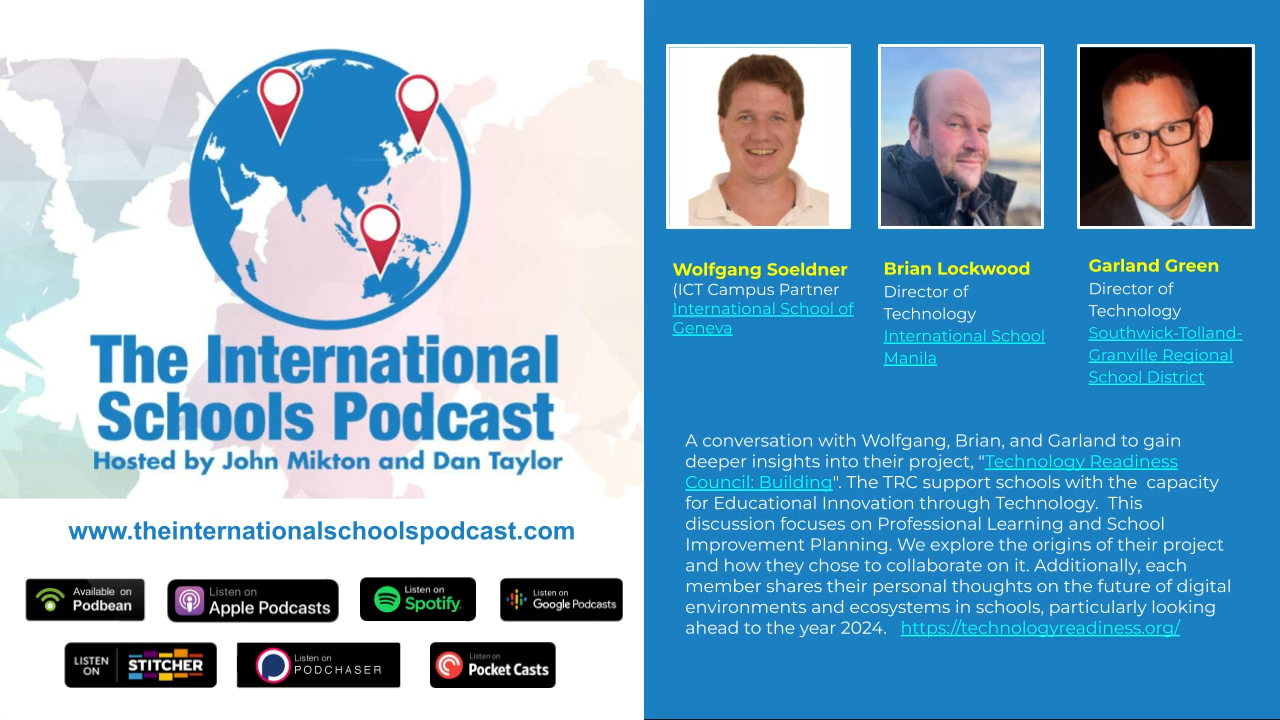 The International
Schools Podcast
Hosted by John Mikton and Dan Taylor
www.theinternationalschoolspodcast.com
Available on
Podbean
Listen on
Apple Podcasts
Listen on
Spotify
Listen on
Google Podcasts
LISTEN
ON
STITCHER
Listen on
PODCHASER
Listen on
Pocket Casts
Wolfgang Soeldner
(ICT Campus Partner
International School of
Geneva
Brian Lockwood
Director of
Technology
International School
Manila
Garland Green
Director of
Technology
Southwick-Tolland-
Granville Regional
School District
A conversation with Wolfgang, Brian, and Garland to gain
deeper insights into their project, "Technology Readiness
Council: Building". The TRC support schools with the  capacity
for Educational Innovation through Technology.  This
discussion focuses on Professional Learning and School
Improvement Planning. We explore the origins of their project
and how they chose to collaborate on it. Additionally, each
member shares their personal thoughts on the future of digital
environments and ecosystems in schools, particularly looking
ahead to the year 2024.   https://technologyreadiness.org/